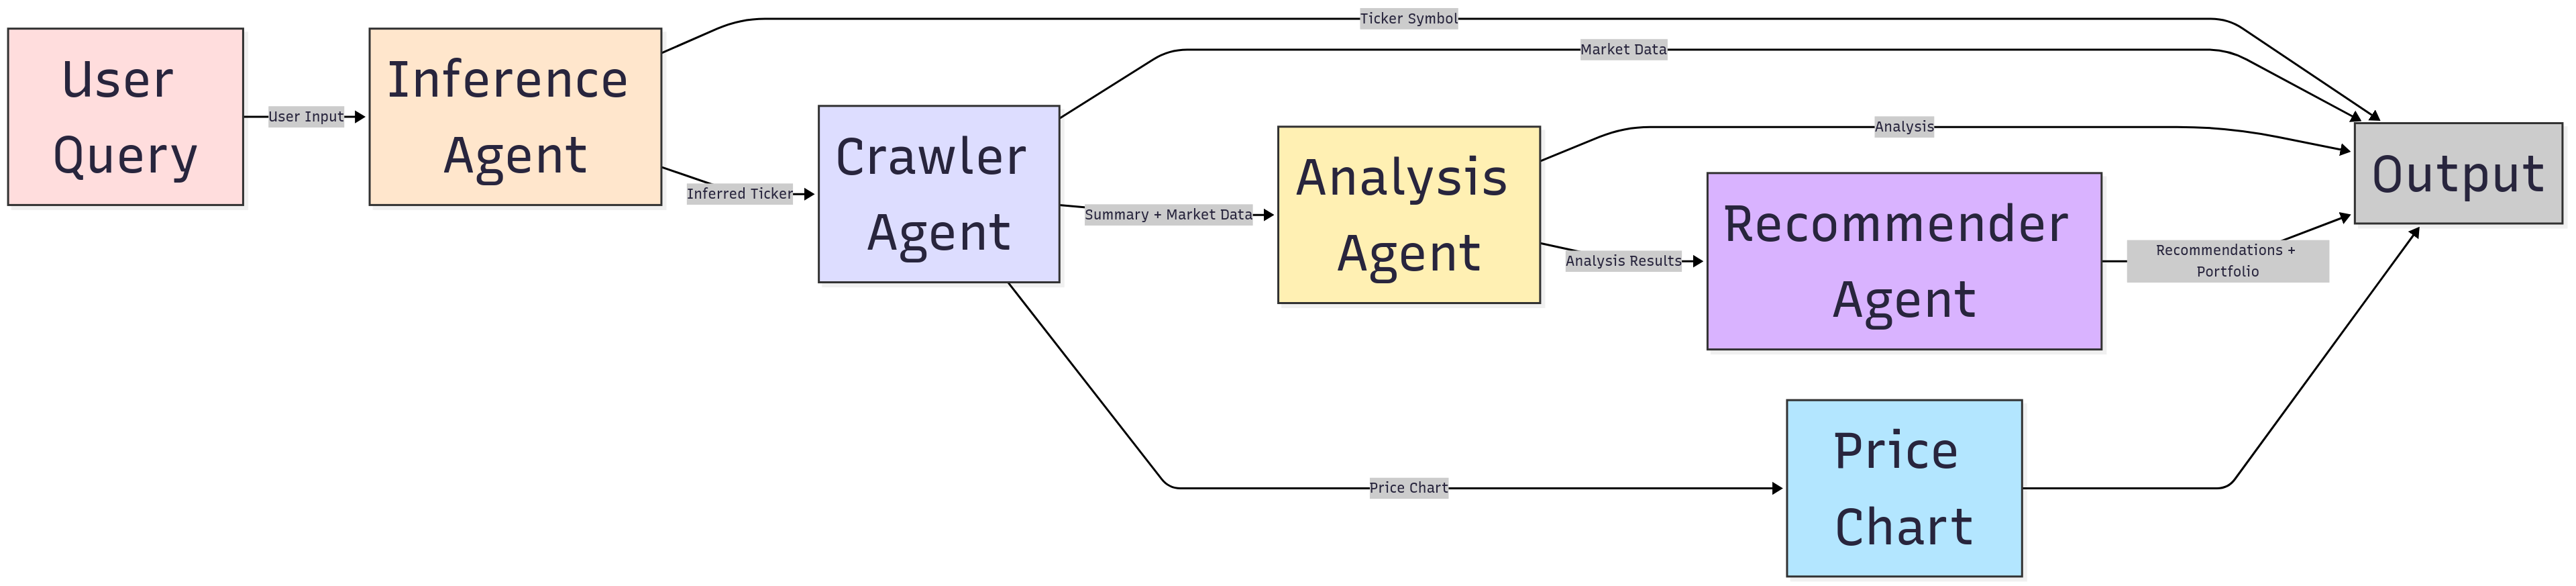 User
Query
User Input
Inference
Agent
Ticker Symbol
Inferred Ticker
Crawler
Agent
Market Data
Summary + Market Data
Price Chart
Analysis
Agent
Analysis
Analysis Results
Recommender
Agent
Recommendations +
Portfolio
Price
Chart
Output